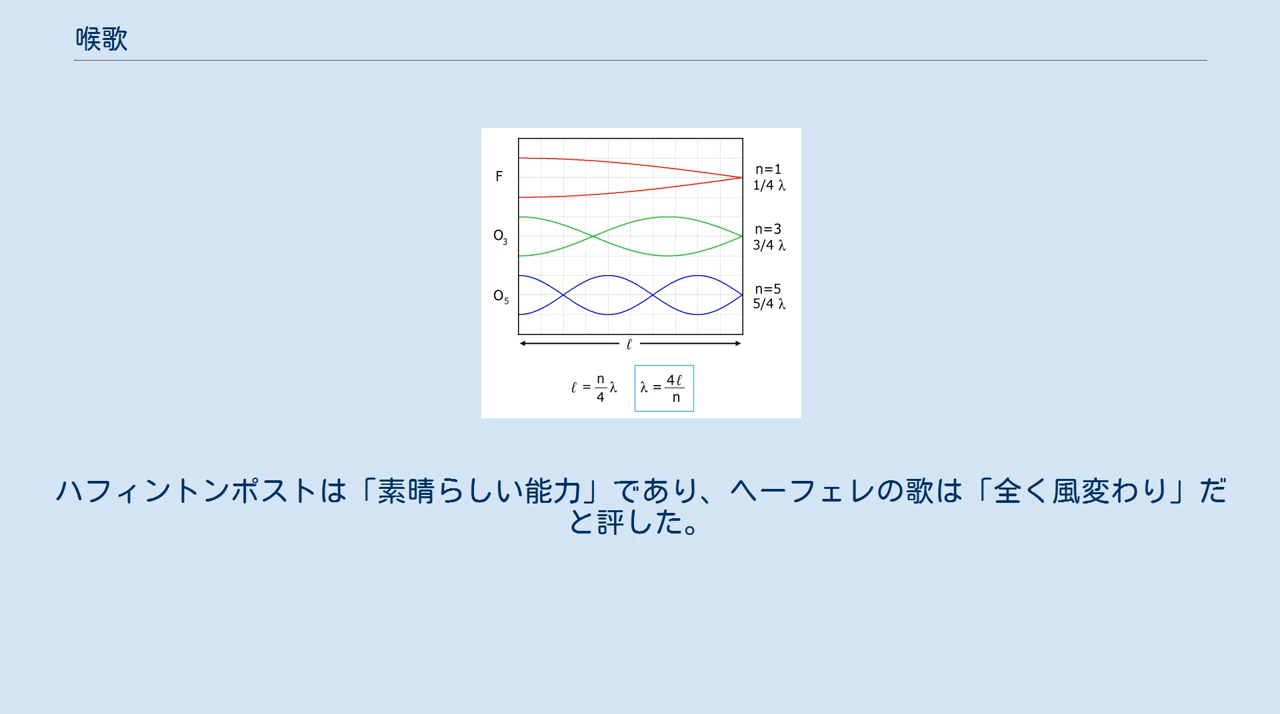 喉歌
F
n=1
1/4 λ
O3
n=3
3/4 λ
O5
n=5
5/4 λ
ℓ
ℓ = n/4 λ
λ = 4ℓ/n
ハフィントンポストは「素晴らしい能力」であり、ヘーフェレの歌は「全く風変わり」だ
と評した。